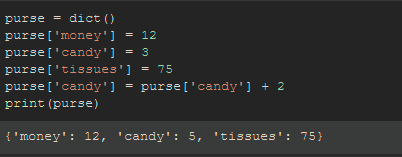 purse = dict()
purse['money'] = 12
purse['candy'] = 3
purse['tissues'] = 75
purse['candy'] = purse['candy'] + 2
print(purse)
{'money': 12, 'candy': 5, 'tissues': 75}